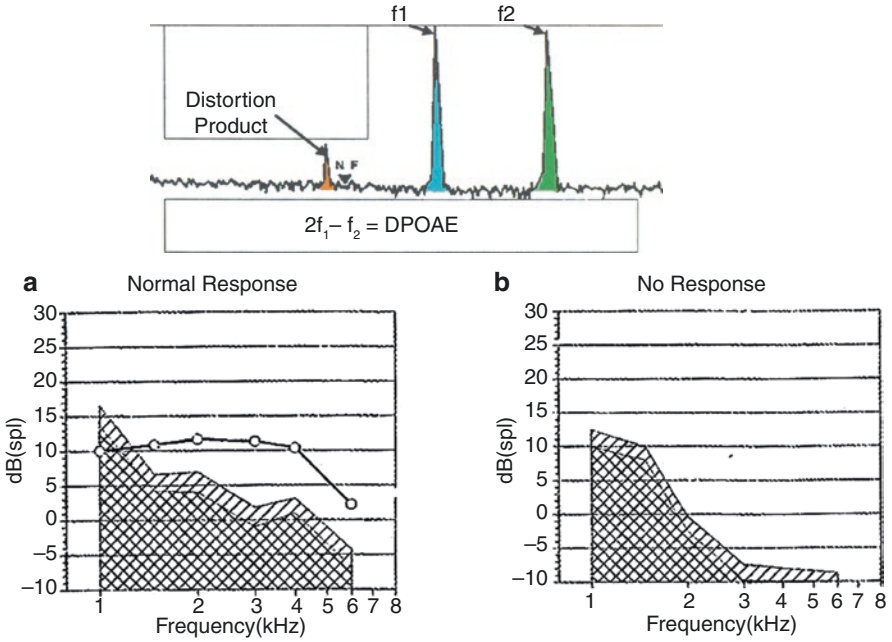 f1
f2
Distortion
Product
N F
2f₁– f₂ = DPOAE
a
Normal Response
30
25
20
15
10
5
0
–5
–10
dB(spl)
1 2 3 4 5 6 7 8
Frequency(kHz)
b
No Response
30
25
20
15
10
5
0
–5
–10
dB(spl)
1 2 3 4 5 6 7 8
Frequency(kHz)